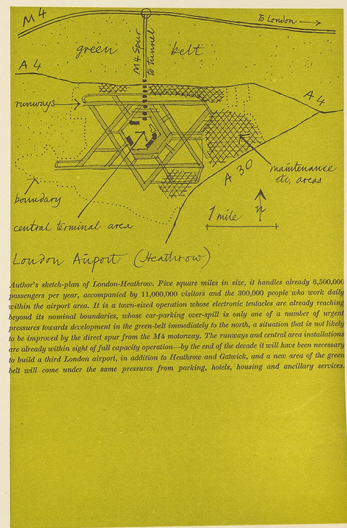 M4
to London →
green belt
M4 Spur
to tunnel
A4
A4
runways
maintenance
etc, areas
A30
boundary
central terminal area
1 mile
n
London Airport (Heathrow)
Author's sketch-plan of London-Heathrow. Five square miles in size, it handles already 6,500,000
passengers per year, accompanied by 11,000,000 visitors and the 300,000 people who work daily
within the airport area. It is a town-sized operation whose electronic tentacles are already reaching
beyond its nominal boundaries, whose car-parking over-spill is only one of a number of urgent
pressures towards development in the green-belt immediately to the north, a situation that is not likely
to be improved by the direct spur from the M4 motorway. The runways and central area installations
are already within sight of full capacity operation—by the end of the decade it will have been necessary
to build a third London airport, in addition to Heathrow and Gatwick, and a new area of the green
belt will come under the same pressures from parking, hotels, housing and ancillary services.